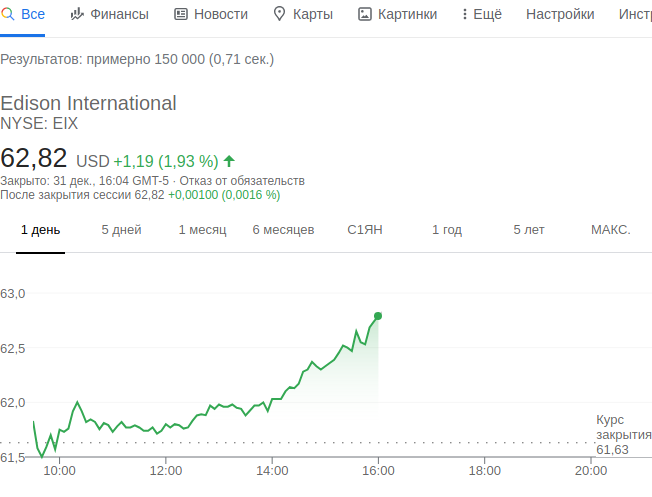 Все Финансы Новости Карты Картинки Ещё Настройки Инст
Результатов: примерно 150 000 (0,71 сек.)
Edison International
NYSE: EIX
62,82 USD +1,19 (1,93 %)
Закрыто: 31 дек., 16:04 GMT-5 · Отказ от обязательств
После закрытия сессии 62,82 +0,00100 (0,0016 %)
1 день 5 дней 1 месяц 6 месяцев С1ЯН 1 год 5 лет МАКС.
63,0
62,5
62,0
Курс
закрытия
61,63
61,5
10:00 12:00 14:00 16:00 18:00 20:00